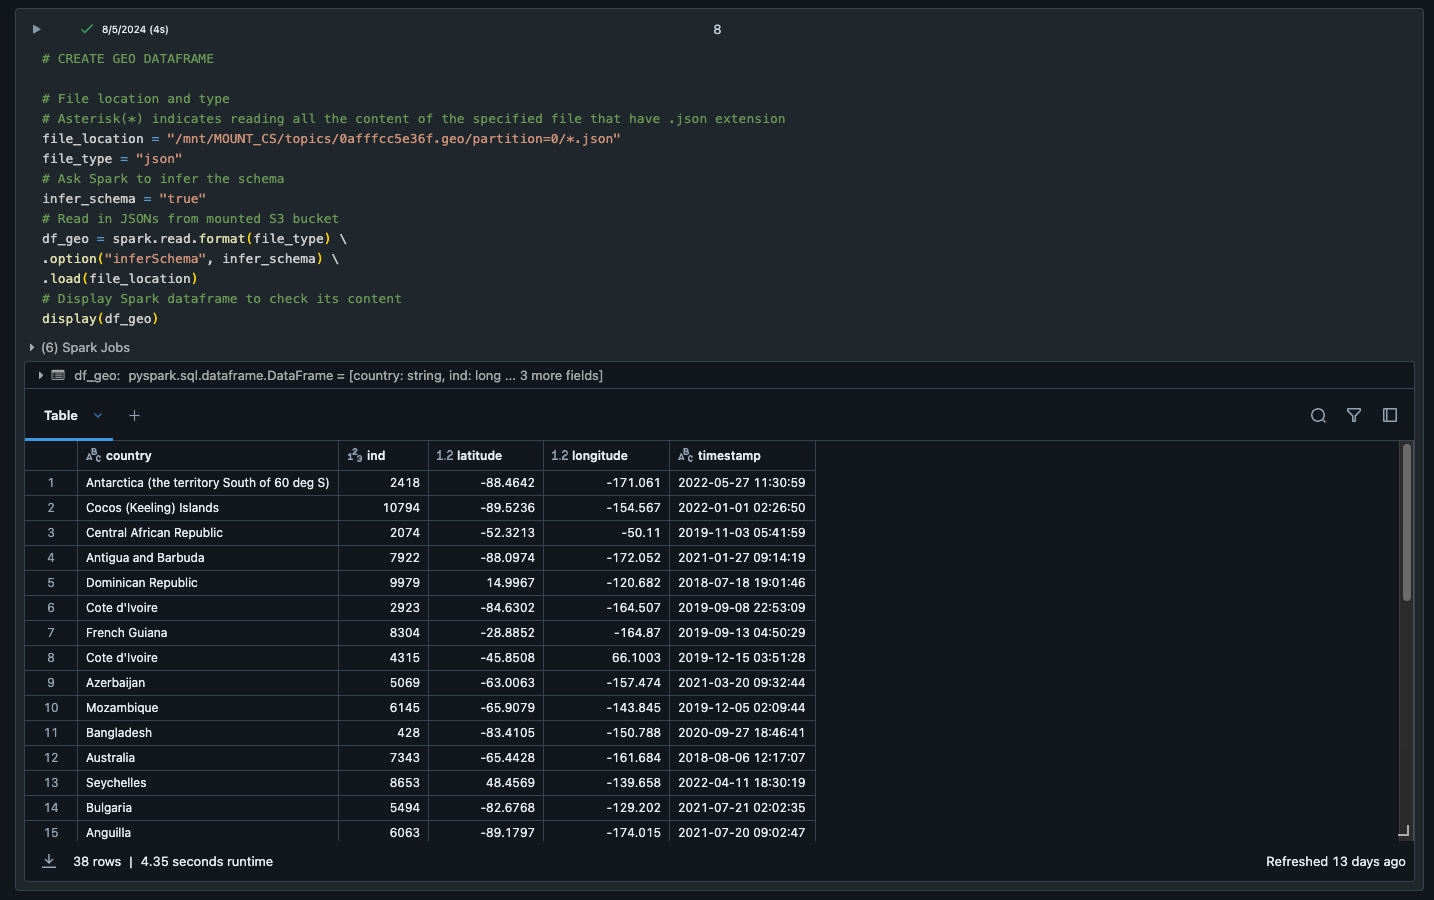 8/5/2024 (4s)
8
# CREATE GEO DATAFRAME
# File location and type
# Asterisk(*) indicates reading all the content of the specified file that have .json extension
file_location = "/mnt/MOUNT_CS/topics/0afffcc5e36f.geo/partition=0/*.json"
file_type = "json"
# Ask Spark to infer the schema
infer_schema = "true"
# Read in JSONs from mounted S3 bucket
df_geo = spark.read.format(file_type) \
.option("inferSchema", infer_schema) \
.load(file_location)
# Display Spark dataframe to check its content
display(df_geo)
(6) Spark Jobs
df_geo: pyspark.sql.dataframe.DataFrame = [country: string, ind: long ... 3 more fields]
Table +
ABC country 123 ind 1.2 latitude 1.2 longitude ABC timestamp
1 Antarctica (the territory South of 60 deg S) 2418 -88.4642 -171.061 2022-05-27 11:30:59
2 Cocos (Keeling) Islands 10794 -89.5236 -154.567 2022-01-01 02:26:50
3 Central African Republic 2074 -52.3213 -50.11 2019-11-03 05:41:59
4 Antigua and Barbuda 7922 -88.0974 -172.052 2021-01-27 09:14:19
5 Dominican Republic 9979 14.9967 -120.682 2018-07-18 19:01:46
6 Cote d'Ivoire 2923 -84.6302 -164.507 2019-09-08 22:53:09
7 French Guiana 8304 -28.8852 -164.87 2019-09-13 04:50:29
8 Cote d'Ivoire 4315 -45.8508 66.1003 2019-12-15 03:51:28
9 Azerbaijan 5069 -63.0063 -157.474 2021-03-20 09:32:44
10 Mozambique 6145 -65.9079 -143.845 2019-12-05 02:09:44
11 Bangladesh 428 -83.4105 -150.788 2020-09-27 18:46:41
12 Australia 7343 -65.4428 -161.684 2018-08-06 12:17:07
13 Seychelles 8653 48.4569 -139.658 2022-04-11 18:30:19
14 Bulgaria 5494 -82.6768 -129.202 2021-07-21 02:02:35
15 Anguilla 6063 -89.1797 -174.015 2021-07-20 09:02:47
38 rows | 4.35 seconds runtime
Refreshed 13 days ago